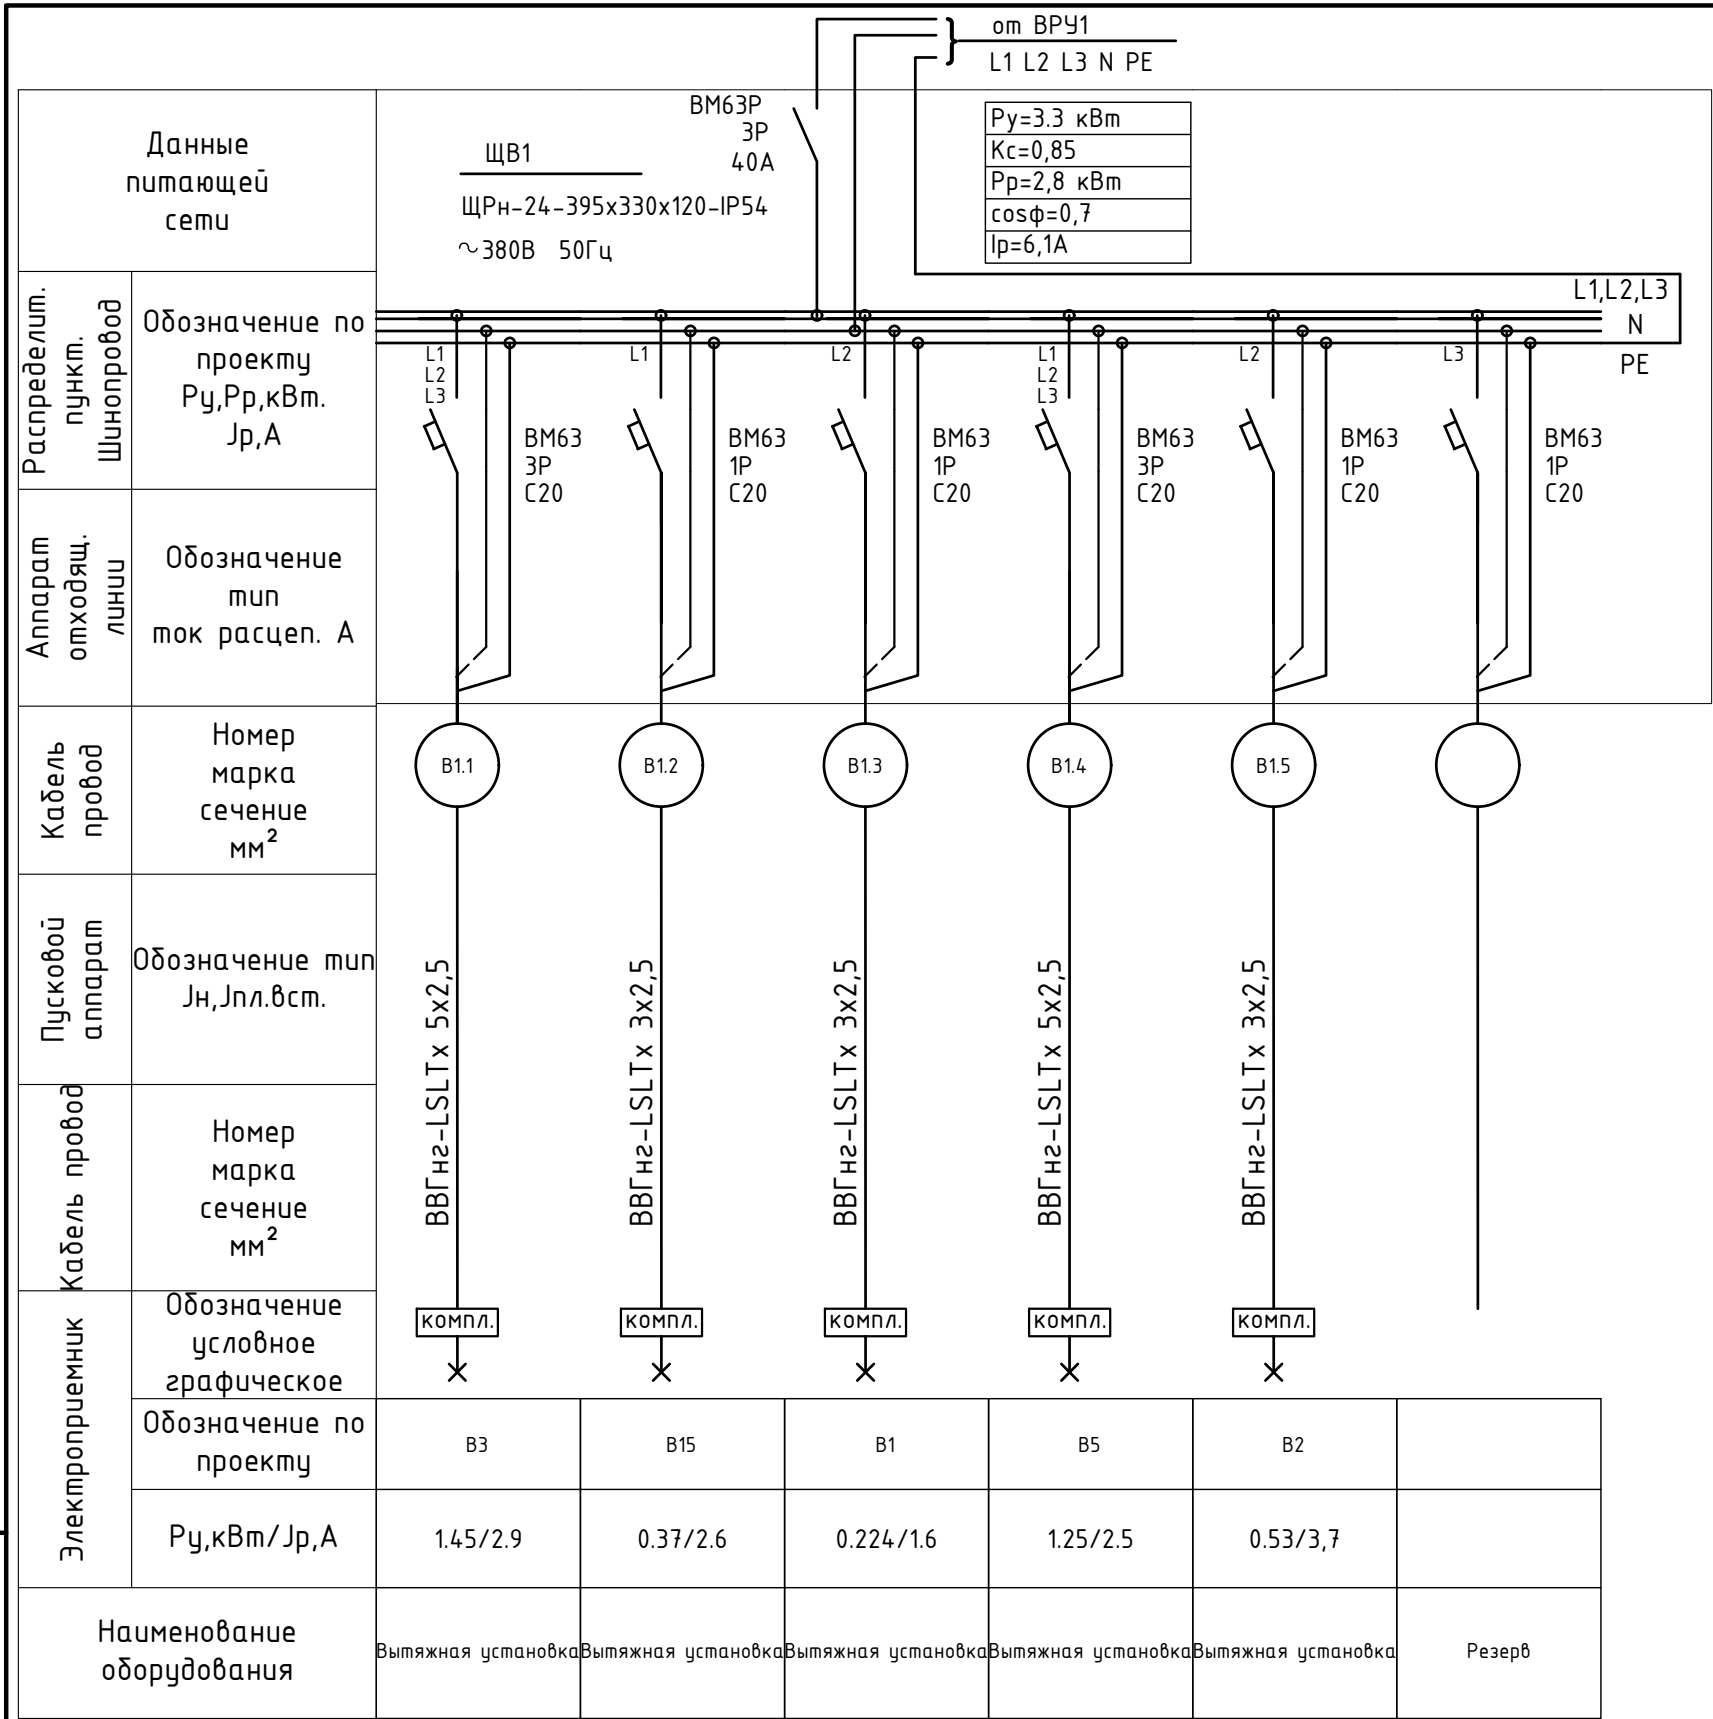 от ВРУ1
L1 L2 L3 N PE
Данные
питающей
сети
ЩВ1
ЩРн-24-395х330х120-IP54
~380В 50Гц
ВМ63Р
3Р
40А
Ру=3.3 кВт
Кс=0,85
Рр=2,8 кВт
cosф=0,7
Iр=6,1А
Распределит.
пункт.
Шинопровод
Обозначение по
проекту
Ру,Рр,кВт.
Jр,А
L1,L2,L3
N
PE
L1
L2
L3
ВМ63
3Р
С20
L1
ВМ63
1Р
С20
L2
ВМ63
1Р
С20
L1
L2
L3
ВМ63
3Р
С20
L2
ВМ63
1Р
С20
L3
ВМ63
1Р
С20
Аппарат
отходящ.
линии
Обозначение
тип
ток расцеп. А
Кабель
провод
Номер
марка
сечение
мм²
В1.1
В1.2
В1.3
В1.4
В1.5
Пусковой
аппарат
Обозначение тип
Jн,Jпл.вст.
Кабель провод
Номер
марка
сечение
мм²
ВВГнг-LSLTx 5х2,5
ВВГнг-LSLTx 3х2,5
ВВГнг-LSLTx 3х2,5
ВВГнг-LSLTx 5х2,5
ВВГнг-LSLTx 3х2,5
Электроприемник
Обозначение
условное
графическое
компл.
компл.
компл.
компл.
компл.
Обозначение по
проекту
В3
В15
В1
В5
В2
Ру,кВт/Jр,А
1.45/2.9
0.37/2.6
0.224/1.6
1.25/2.5
0.53/3,7
Наименование
оборудования
Вытяжная установка
Вытяжная установка
Вытяжная установка
Вытяжная установка
Вытяжная установка
Резерв